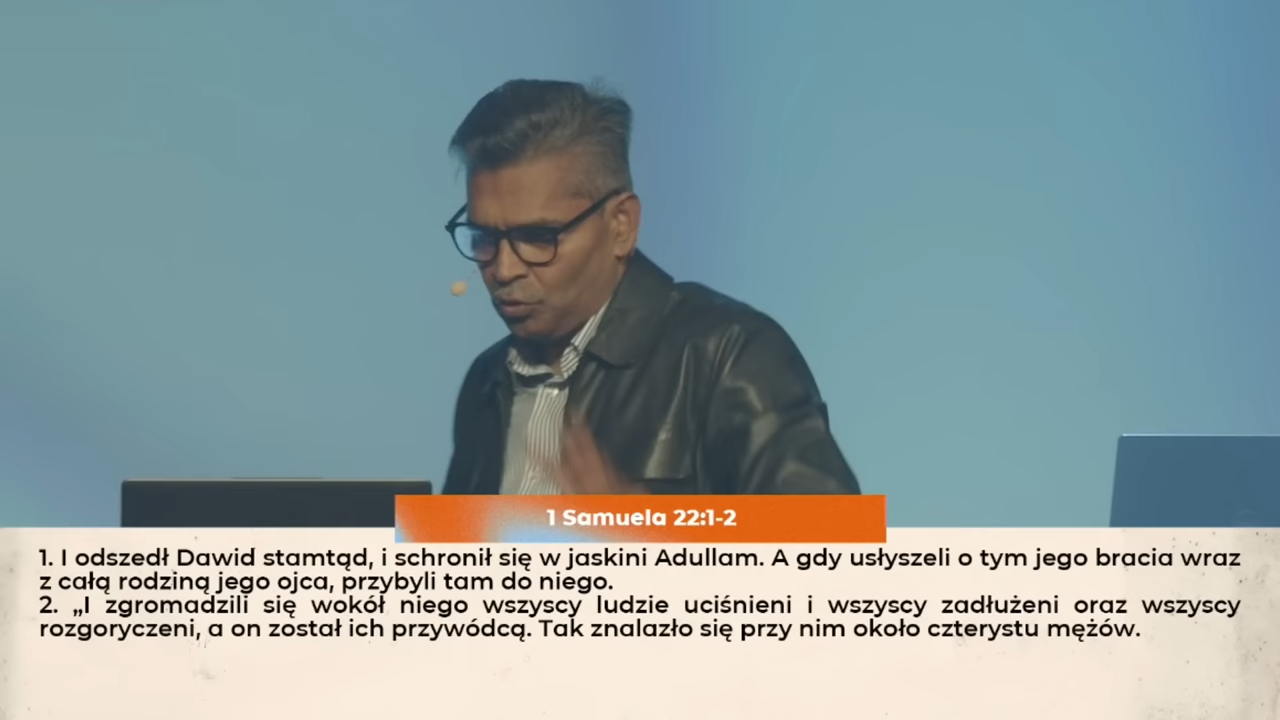 1 Samuela 22:1-2
1. I odszedł Dawid stamtąd, i schronił się w jaskini Adullam. A gdy usłyszeli o tym jego bracia wraz
z całą rodziną jego ojca, przybyli tam do niego.
2. „I zgromadzili się wokół niego wszyscy ludzie uciśnieni i wszyscy zadłużeni oraz wszyscy
rozgoryczeni, a on został ich przywódcą. Tak znalazło się przy nim około czterystu mężów.